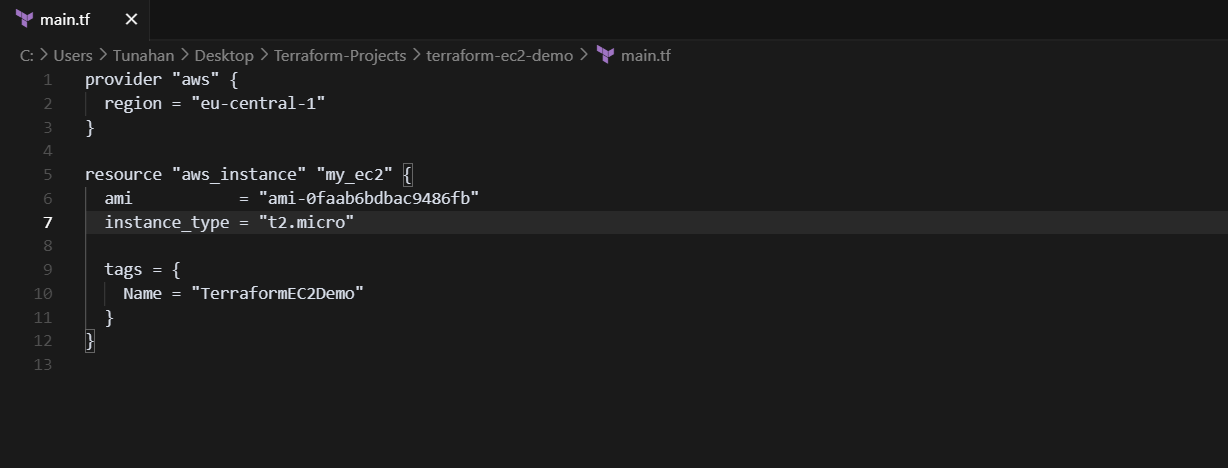 main.tf
C: > Users > Tunahan > Desktop > Terraform-Projects > terraform-ec2-demo > main.tf
1 provider "aws" {
2   region = "eu-central-1"
3 }
4
5 resource "aws_instance" "my_ec2" {
6   ami           = "ami-0faab6bdbac9486fb"
7   instance_type = "t2.micro"
8
9   tags = {
10     Name = "TerraformEC2Demo"
11   }
12 }
13